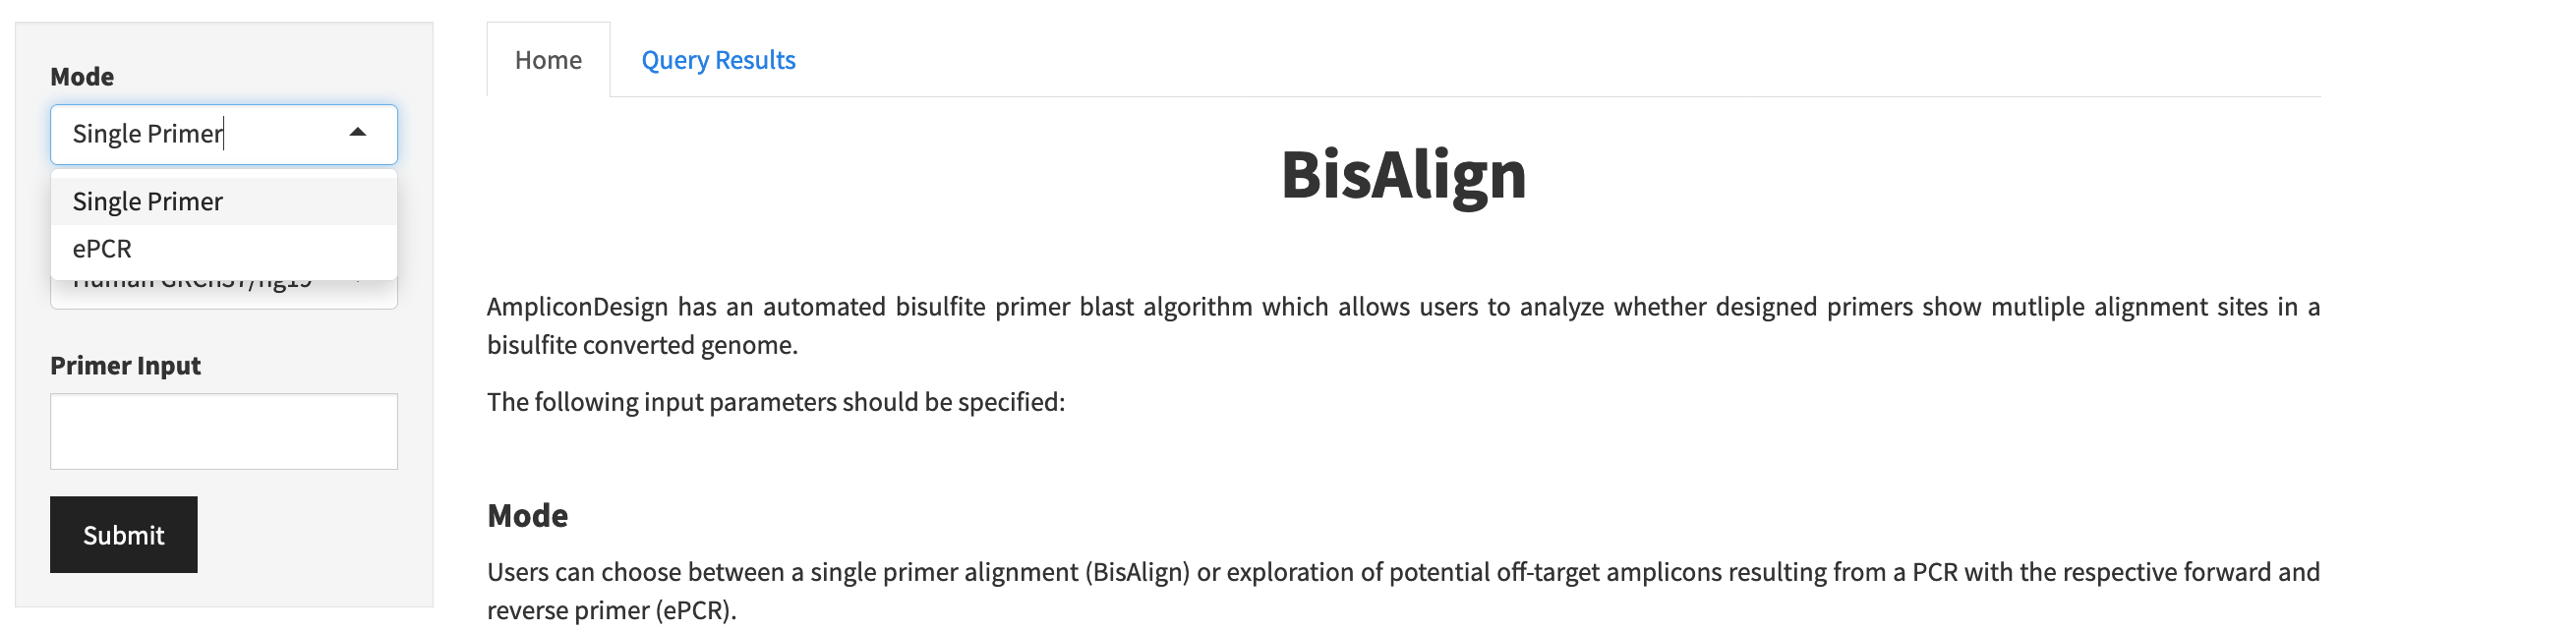 Mode
Single Primer
Single Primer
ePCR
Human GRCh37/hg19
Primer Input
Submit
Home
Query Results
BisAlign
AmpliconDesign has an automated bisulfite primer blast algorithm which allows users to analyze whether designed primers show mutliple alignment sites in a
bisulfite converted genome.
The following input parameters should be specified:
Mode
Users can choose between a single primer alignment (BisAlign) or exploration of potential off-target amplicons resulting from a PCR with the respective forward and
reverse primer (ePCR).